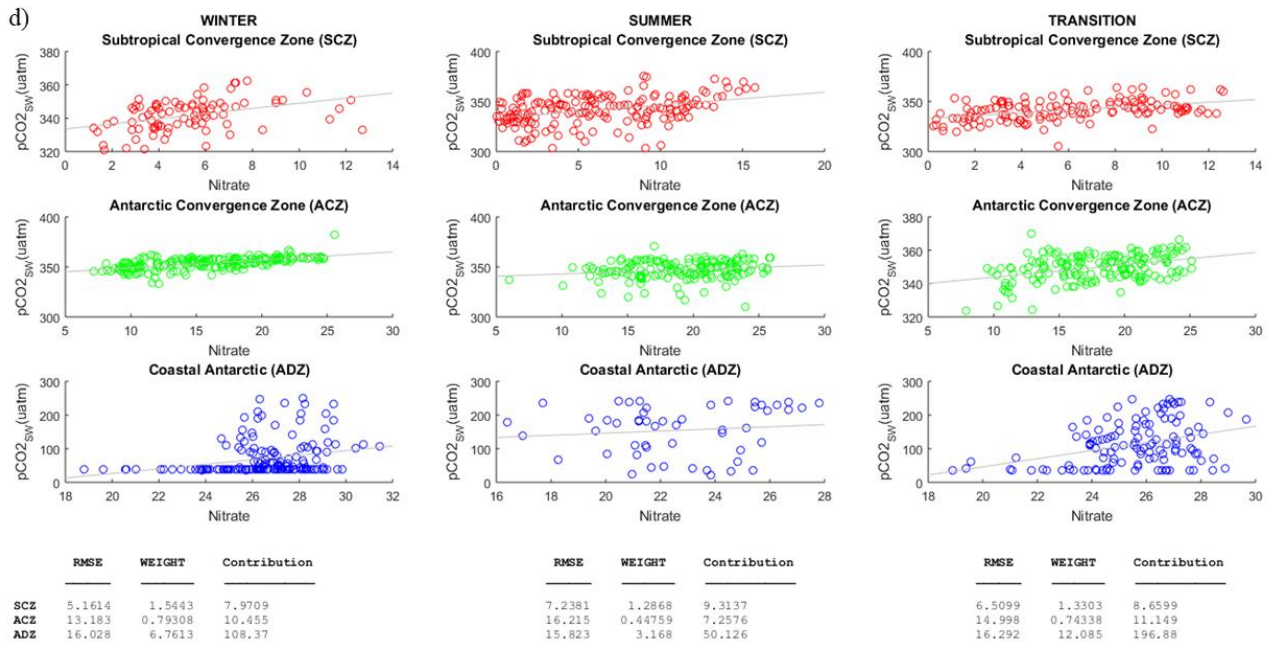 d)
WINTER
Subtropical Convergence Zone (SCZ)
380
360
340
320
pCO2SW(uatm)
0 2 4 6 8 10 12 14
Nitrate
SUMMER
Subtropical Convergence Zone (SCZ)
400
350
300
pCO2SW(uatm)
0 5 10 15 20
Nitrate
TRANSITION
Subtropical Convergence Zone (SCZ)
400
350
300
pCO2SW(uatm)
0 2 4 6 8 10 12 14
Nitrate
Antarctic Convergence Zone (ACZ)
400
350
300
pCO2SW(uatm)
5 10 15 20 25 30
Nitrate
Antarctic Convergence Zone (ACZ)
400
350
300
pCO2SW(uatm)
5 10 15 20 25 30
Nitrate
Antarctic Convergence Zone (ACZ)
380
360
340
320
pCO2SW(uatm)
5 10 15 20 25 30
Nitrate
Coastal Antarctic (ADZ)
300
200
100
0
pCO2SW(uatm)
18 20 22 24 26 28 30 32
Nitrate
Coastal Antarctic (ADZ)
300
200
100
0
pCO2SW(uatm)
16 18 20 22 24 26 28
Nitrate
Coastal Antarctic (ADZ)
300
200
100
0
pCO2SW(uatm)
18 20 22 24 26 28 30
Nitrate
RMSE WEIGHT Contribution
SCZ 5.1614 1.5443 7.9709
ACZ 13.183 0.79308 10.455
ADZ 16.028 6.7613 108.37
RMSE WEIGHT Contribution
7.2381 1.2868 9.3137
16.215 0.44759 7.2576
15.823 3.168 50.126
RMSE WEIGHT Contribution
6.5099 1.3303 8.6599
14.998 0.74338 11.149
16.292 12.085 196.88